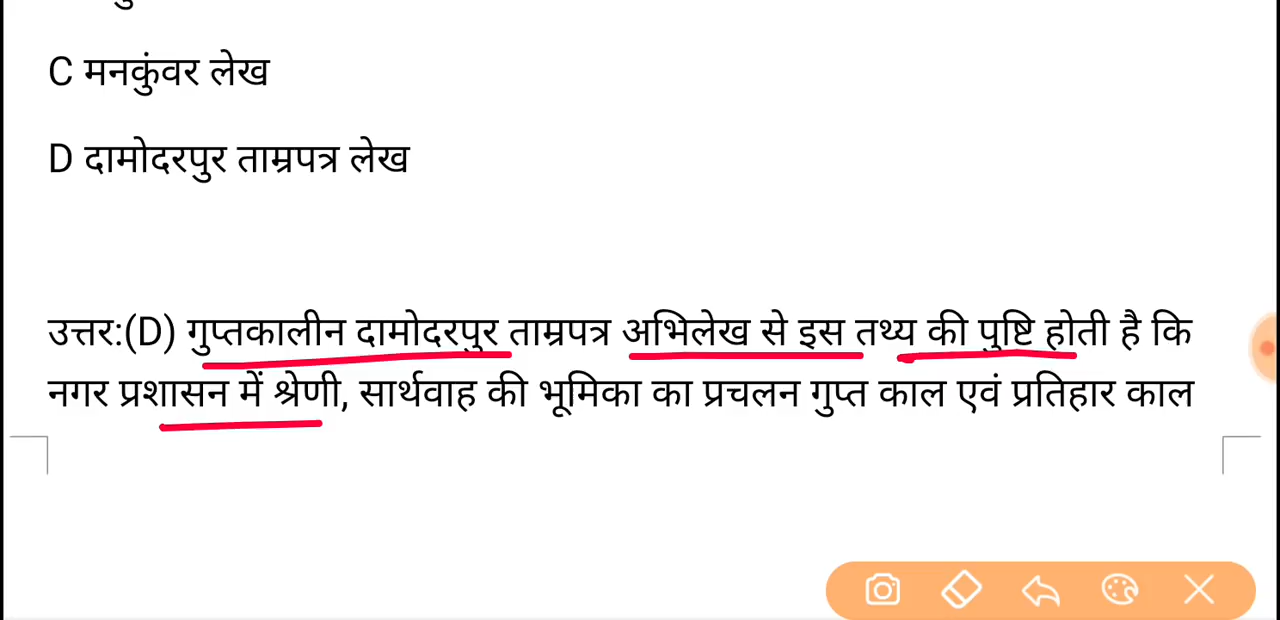 C मनकुंवर लेख
D दामोदरपुर ताम्रपत्र लेख
उत्तर:(D) गुप्तकालीन दामोदरपुर ताम्रपत्र अभिलेख से इस तथ्य की पुष्टि होती है कि
नगर प्रशासन में श्रेणी, सार्थवाह की भूमिका का प्रचलन गुप्त काल एवं प्रतिहार काल